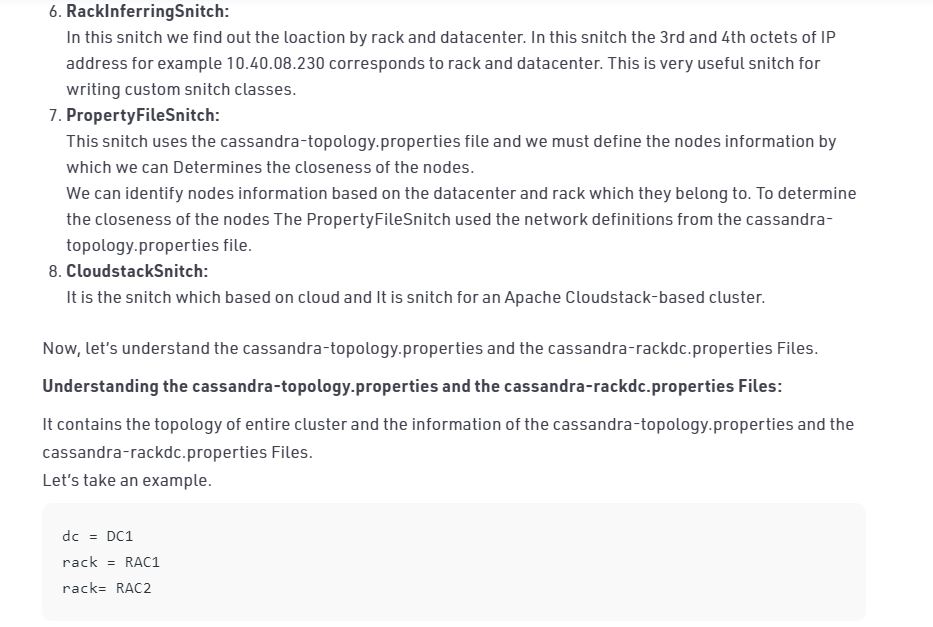 6. RackInferringSnitch:
In this snitch we find out the loaction by rack and datacenter. In this snitch the 3rd and 4th octets of IP
address for example 10.40.08.230 corresponds to rack and datacenter. This is very useful snitch for
writing custom snitch classes.
7. PropertyFileSnitch:
This snitch uses the cassandra-topology.properties file and we must define the nodes information by
which we can Determines the closeness of the nodes.
We can identify nodes information based on the datacenter and rack which they belong to. To determine
the closeness of the nodes The PropertyFileSnitch used the network definitions from the cassandra-
topology.properties file.
8. CloudstackSnitch:
It is the snitch which based on cloud and It is snitch for an Apache Cloudstack-based cluster.
Now, let’s understand the cassandra-topology.properties and the cassandra-rackdc.properties Files.
Understanding the cassandra-topology.properties and the cassandra-rackdc.properties Files:
It contains the topology of entire cluster and the information of the cassandra-topology.properties and the
cassandra-rackdc.properties Files.
Let’s take an example.
dc = DC1
rack = RAC1
rack= RAC2